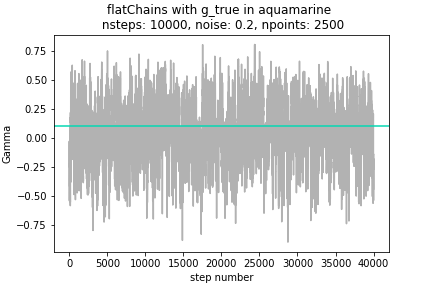 flatChains with g_true in aquamarine
nsteps: 10000, noise: 0.2, npoints: 2500
0.75
0.50
0.25
0.00
−0.25
−0.50
−0.75
Gamma
0 5000 10000 15000 20000 25000 30000 35000 40000
step number